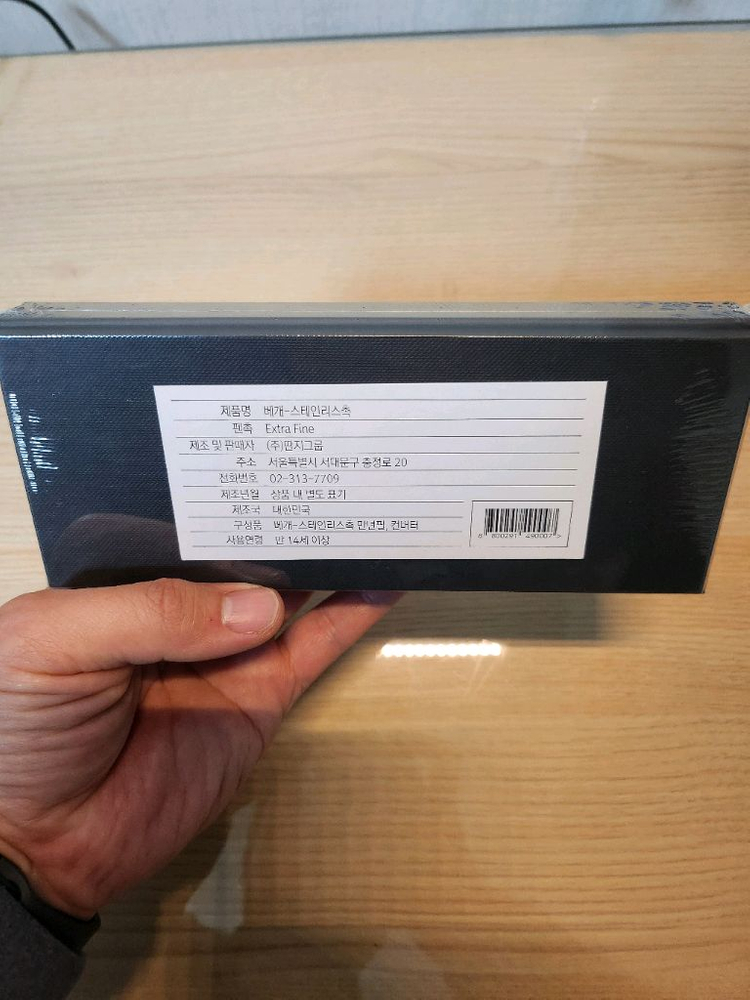 제품명 베개-스테인리스촉
펜촉 Extra Fine
제조 및 판매자 (주)딴지그룹
주소 서울특별시 서대문구 충정로 20
전화번호 02-313-7709
제조년월 상품 내 별도 표기
제조국 대한민국
구성품 베개-스테인리스촉 만년필, 컨버터
사용연령 만 14세 이상
8 800291 490007 >